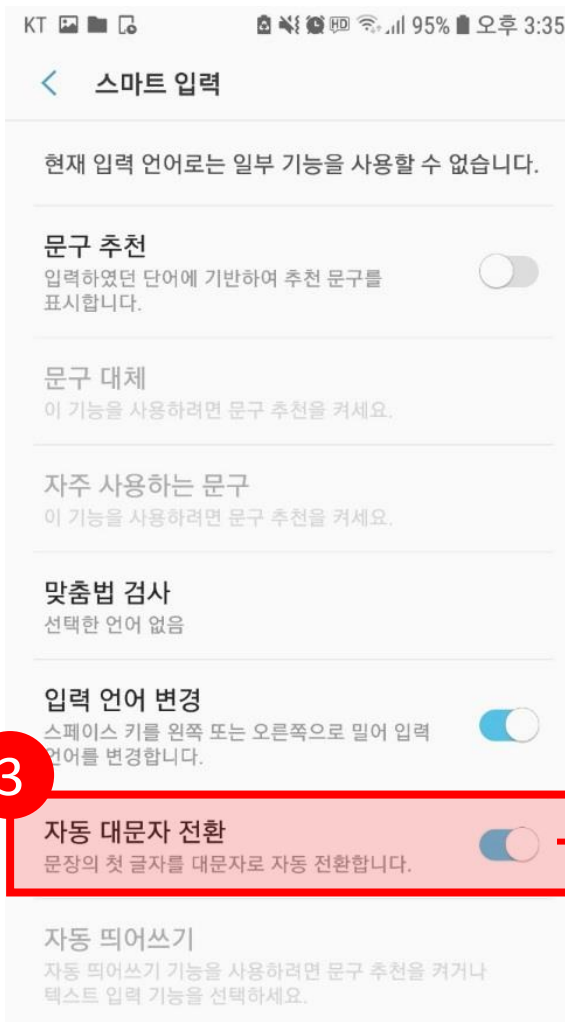 KT 95% 오후 3:35
스마트 입력
현재 입력 언어로는 일부 기능을 사용할 수 없습니다.
문구 추천
입력하였던 단어에 기반하여 추천 문구를
표시합니다.
문구 대체
이 기능을 사용하려면 문구 추천을 켜세요.
자주 사용하는 문구
이 기능을 사용하려면 문구 추천을 켜세요.
맞춤법 검사
선택한 언어 없음
입력 언어 변경
스페이스 키를 왼쪽 또는 오른쪽으로 밀어 입력
언어를 변경합니다.
3
자동 대문자 전환
문장의 첫 글자를 대문자로 자동 전환합니다.
자동 띄어쓰기
자동 띄어쓰기 기능을 사용하려면 문구 추천을 켜거나
텍스트 입력 기능을 선택하세요.